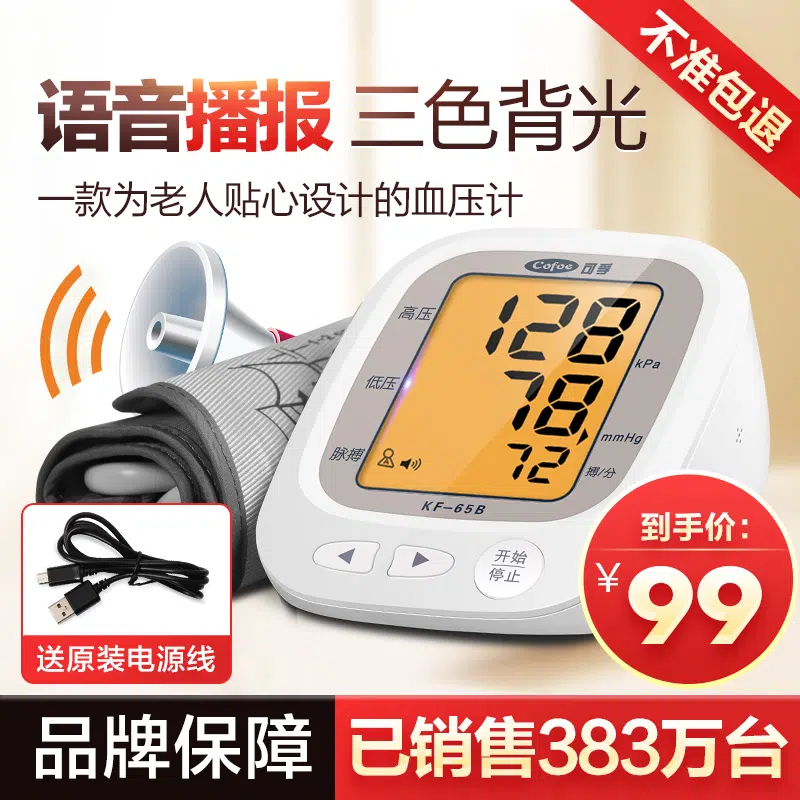 不准包退
语音播报 三色背光
一款为老人贴心设计的血压计
Cofoe 可孚
高压
128
kPa
低压
78
mmHg
脉搏
72
搏/分
KF-65B
开始
停止
到手价:
¥99
送原装电源线
品牌保障
已销售383万台